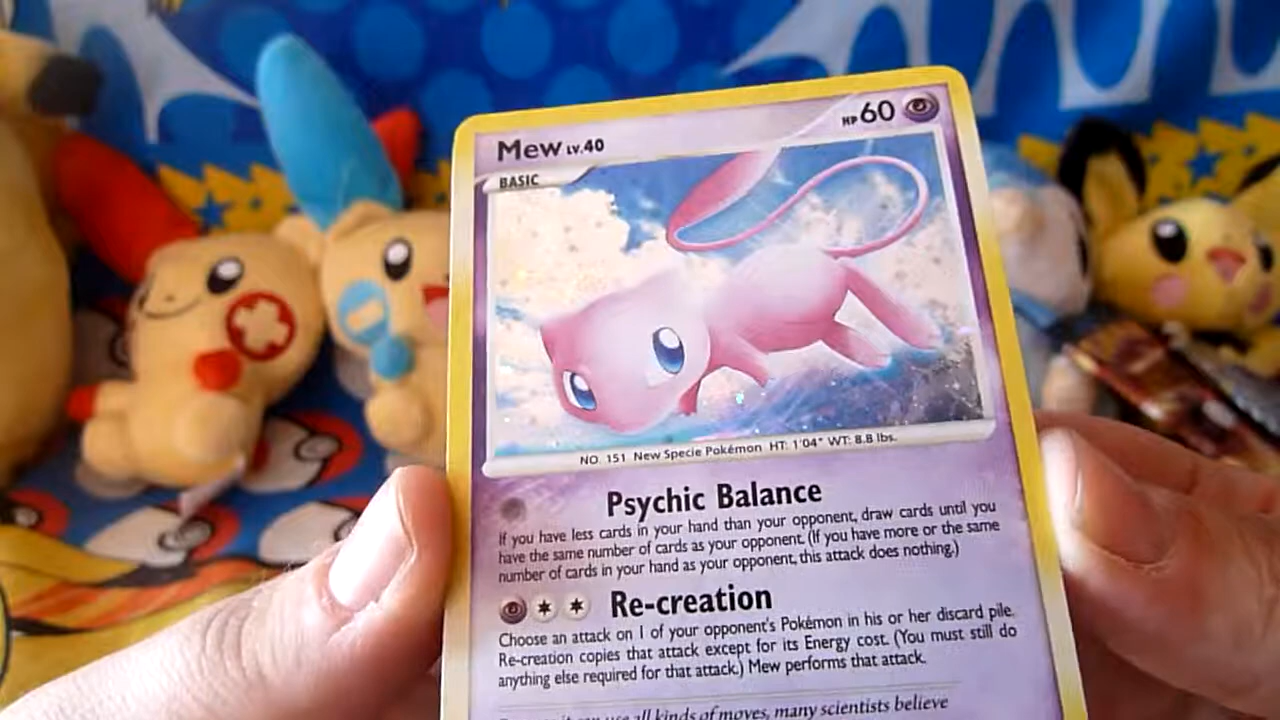 Mew LV.40 HP 60
BASIC
NO. 151 New Specie Pokémon HT: 1'04" WT: 8.8 lbs.
Psychic Balance
If you have less cards in your hand than your opponent, draw cards until you
have the same number of cards as your opponent. (If you have more or the same
number of cards in your hand as your opponent, this attack does nothing.)
Re-creation
Choose an attack on 1 of your opponent's Pokémon in his or her discard pile.
Re-creation copies that attack except for its Energy cost. (You must still do
anything else required for that attack.) Mew performs that attack.
it can use all kinds of moves, many scientists believe